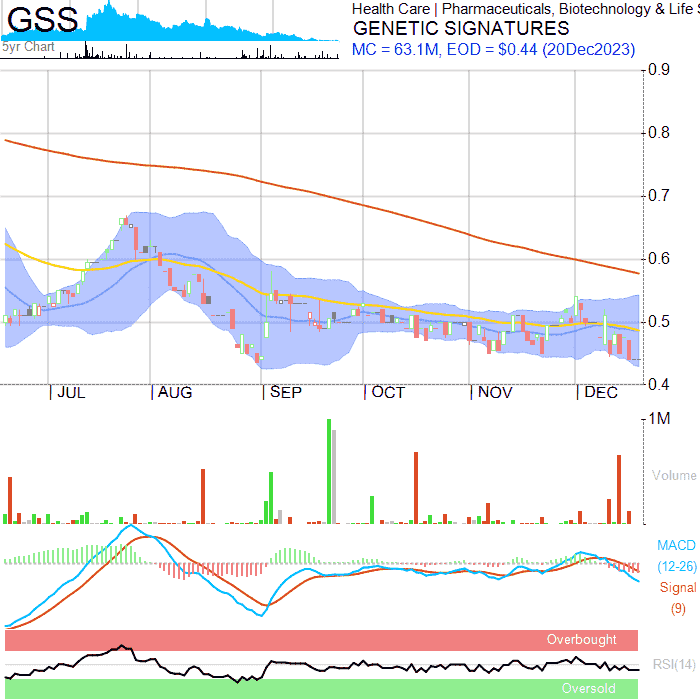 GSS
5yr Chart
Health Care | Pharmaceuticals, Biotechnology & Life S
GENETIC SIGNATURES
MC = 63.1M, EOD = $0.44 (20Dec2023)
0.9
0.8
0.7
0.6
0.5
0.4
JUL AUG SEP OCT NOV DEC
1M
Volume
MACD
(12-26)
Signal
(9)
Overbought
RSI(14)
Oversold